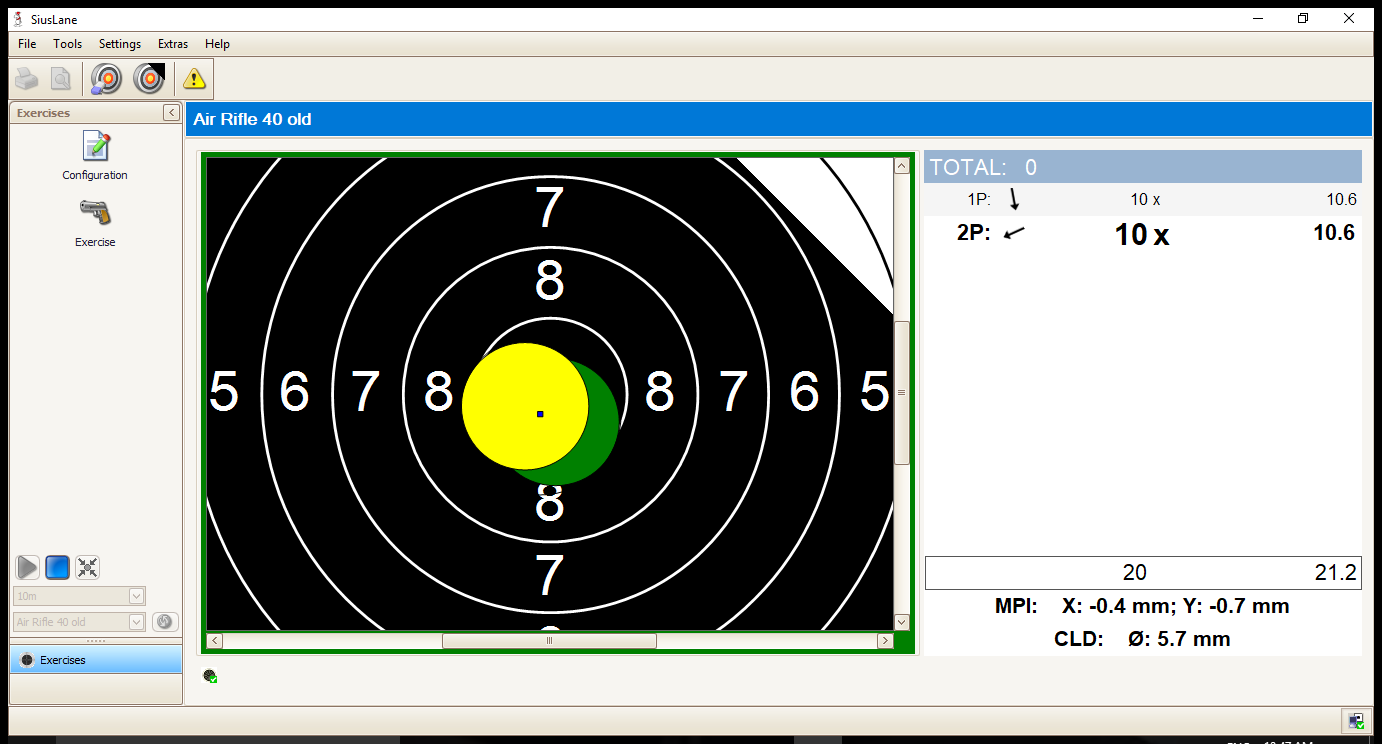 SiusLane
File Tools Settings Extras Help
Exercises
Configuration
Exercise
10m
Air Rifle 40 old
Exercises
Air Rifle 40 old
7
8
5 6 7 8 8 7 6 5
8
7
TOTAL: 0
1P: 10 x 10.6
2P: 10 x 10.6
20 21.2
MPI: X: -0.4 mm; Y: -0.7 mm
CLD: Ø: 5.7 mm